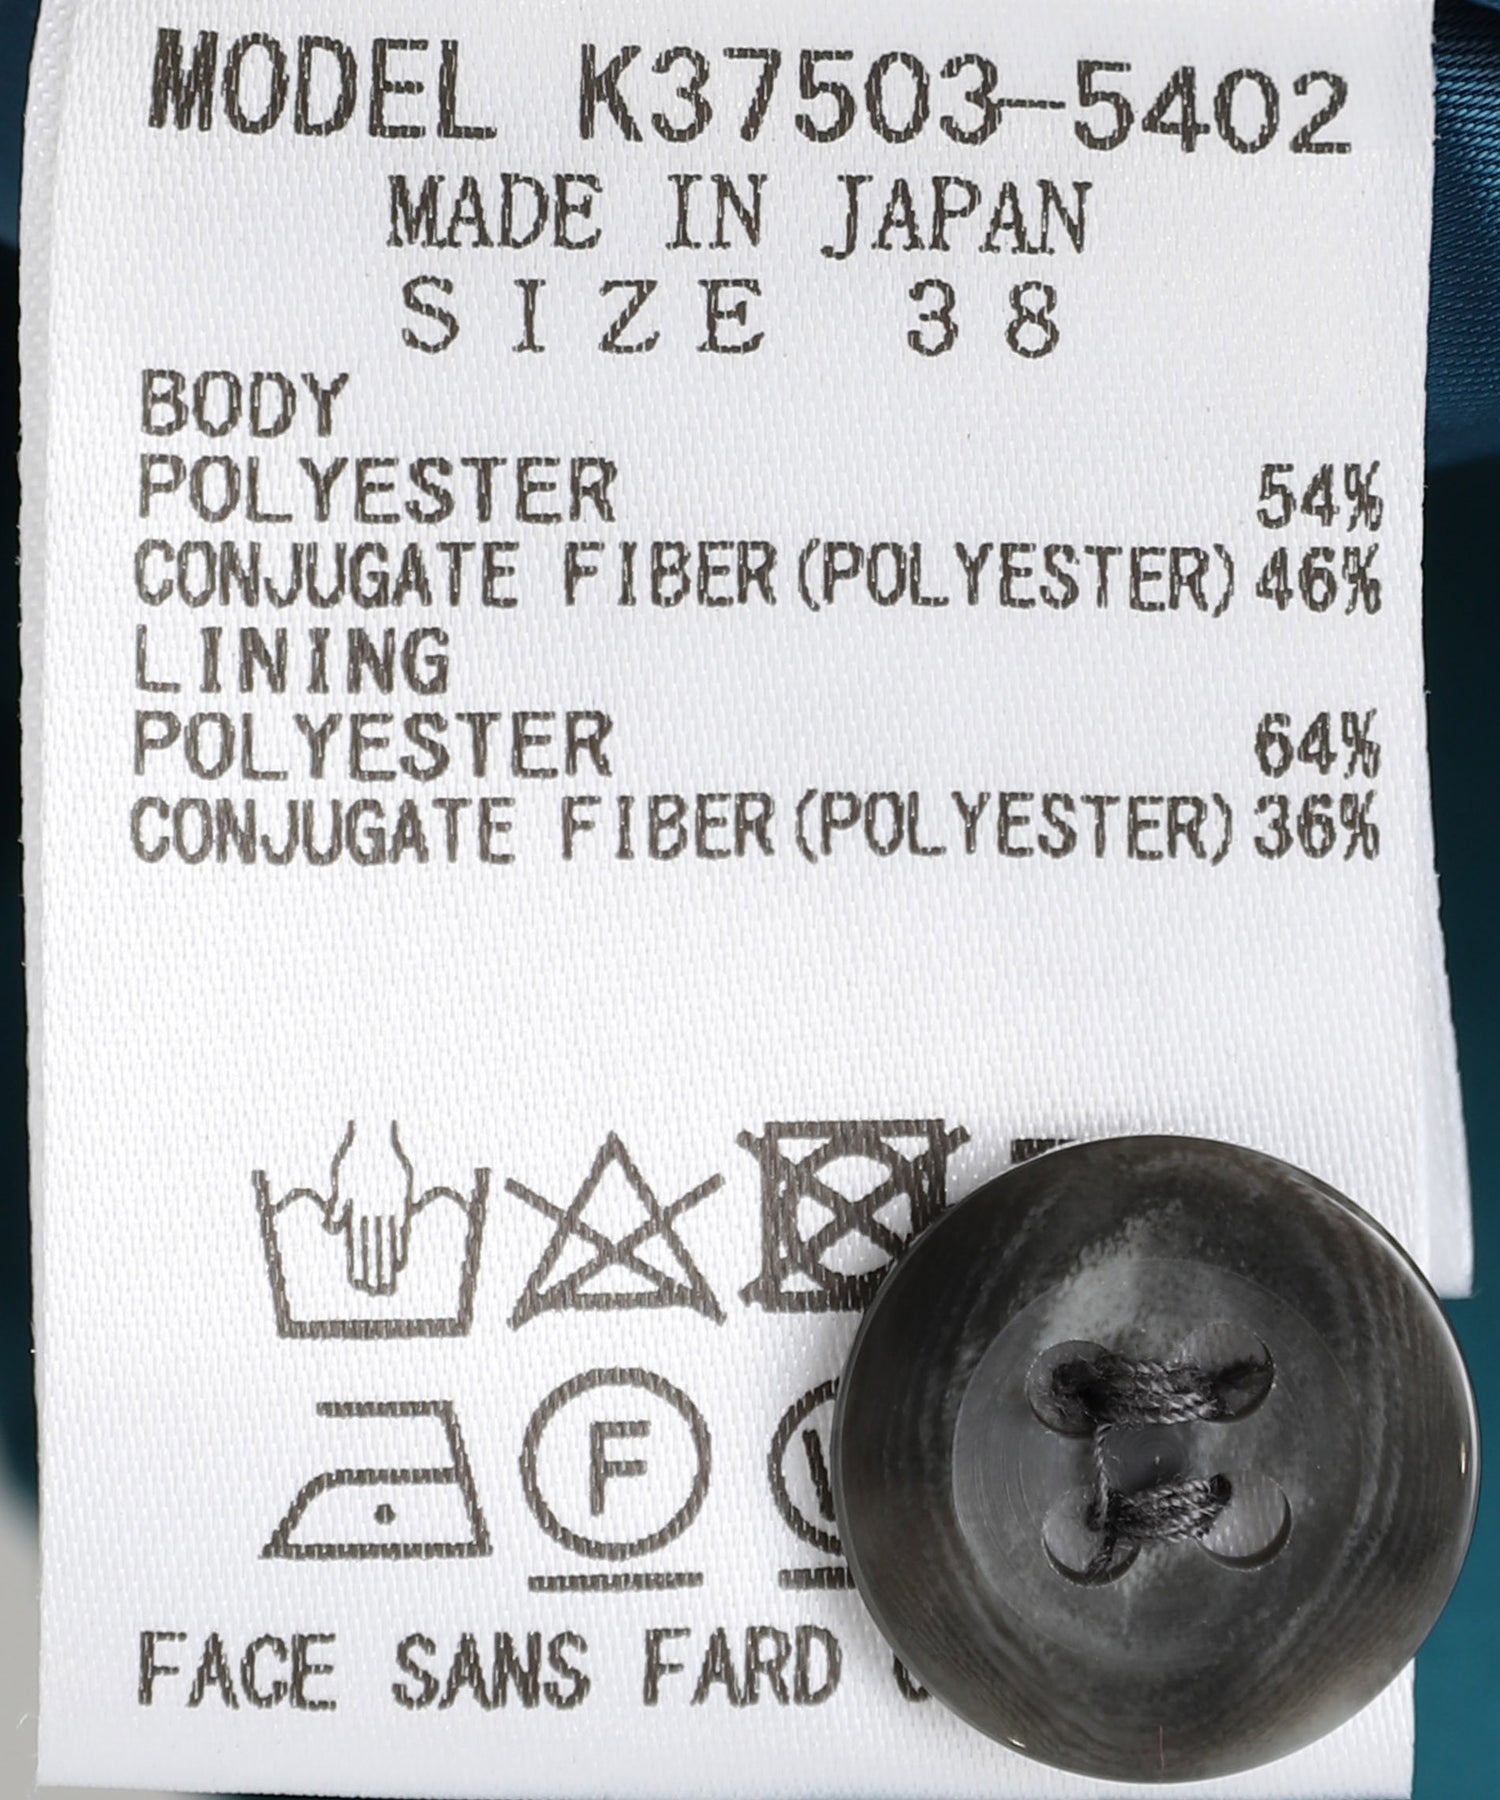 MODEL K37503-5402
MADE IN JAPAN
SIZE 38
BODY
POLYESTER 54%
CONJUGATE FIBER(POLYESTER) 46%
LINING
POLYESTER 64%
CONJUGATE FIBER(POLYESTER) 36%
F
FACE SANS FARD